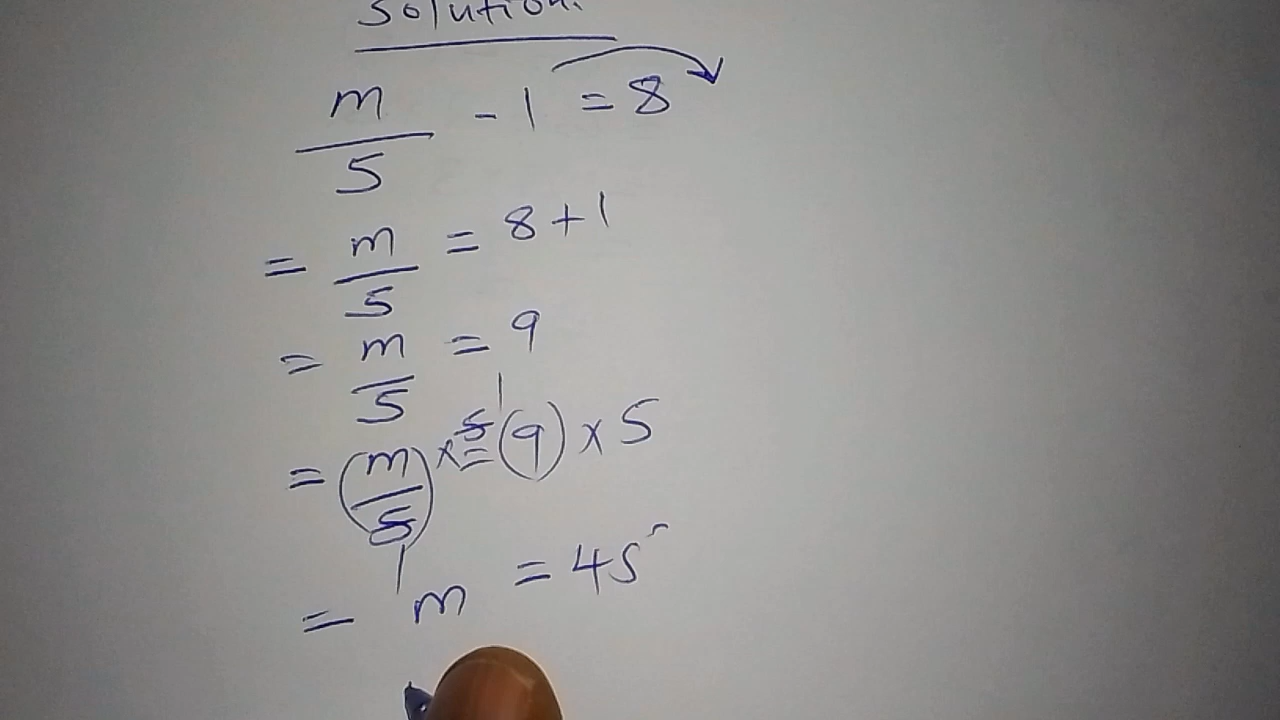 Solution.
m/5 - 1 = 8
= m/5 = 8 + 1
= m/5 = 9
= (m/5) × 5 = (9) × 5
= m = 45